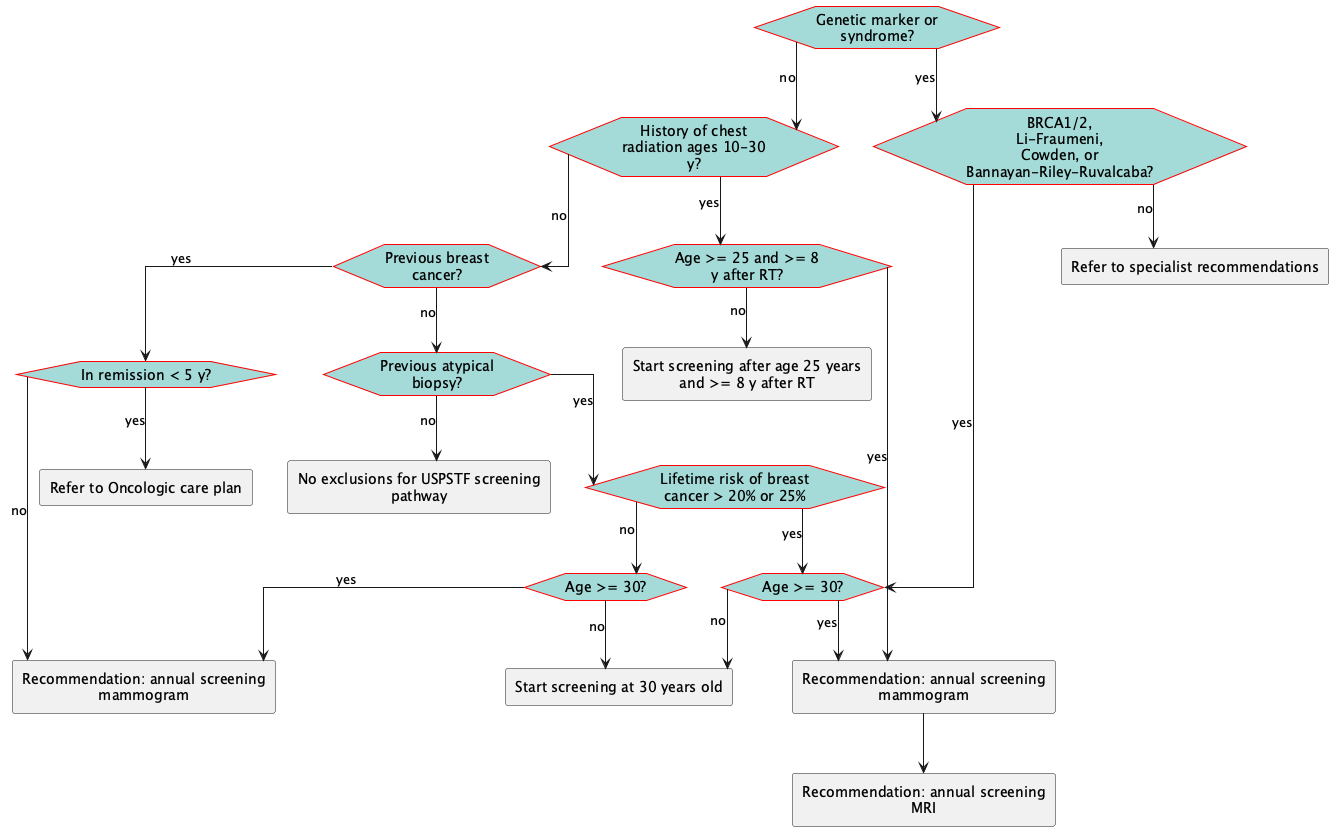 Genetic marker or
syndrome?
no
yes
History of chest
radiation ages 10-30
y?
BRCA1/2,
Li-Fraumeni,
Cowden, or
Bannayan-Riley-Ruvalcaba?
no
yes
no
yes
Previous breast
cancer?
Age >= 25 and >= 8
y after RT?
Refer to specialist recommendations
no
no
In remission < 5 y?
Previous atypical
biopsy?
Start screening after age 25 years
and >= 8 y after RT
yes
no
yes
yes
yes
Refer to Oncologic care plan
No exclusions for USPSTF screening
pathway
Lifetime risk of breast
cancer > 20% or 25%
no
no
yes
yes
Age >= 30?
Age >= 30?
no
no
yes
Recommendation: annual screening
mammogram
Start screening at 30 years old
Recommendation: annual screening
mammogram
Recommendation: annual screening
MRI